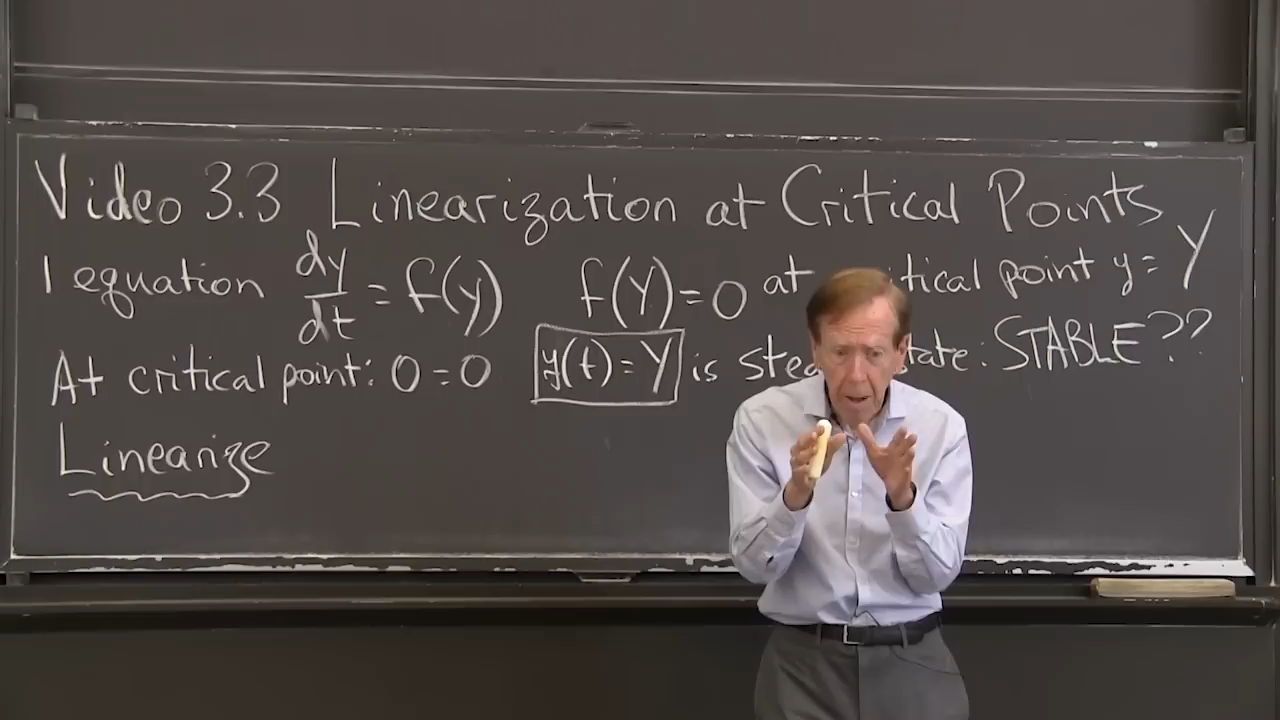 Video 3.3 Linearization at Critical Points
1 equation dy/dt = f(y) f(Y) = 0 at tical point y = Y
At critical point: 0 = 0 y(t) = Y is stea tate: STABLE??
Linearize